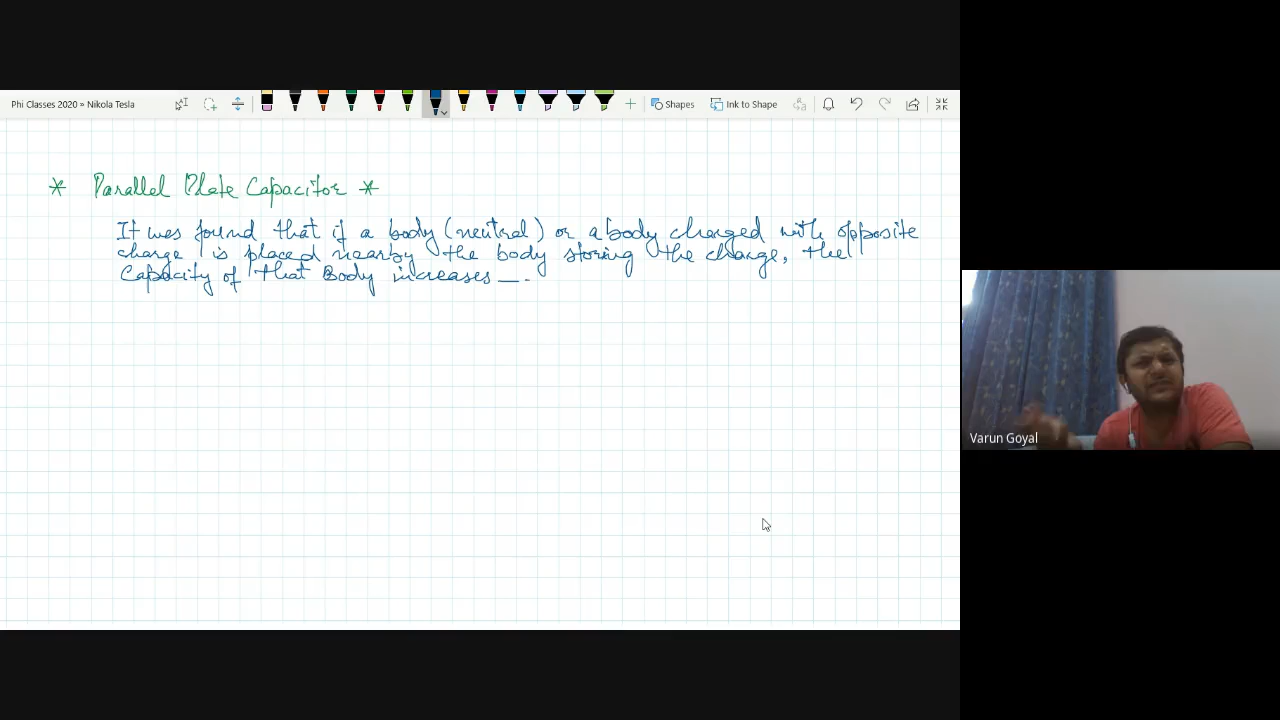 Phi Classes 2020 » Nikola Tesla
Shapes
Ink to Shape
* Parallel Plate Capacitor *
It was found that if a body (neutral) or a body charged with opposite
charge is placed nearby the body storing the charge, the
Capacity of that Body increases _.
Varun Goyal